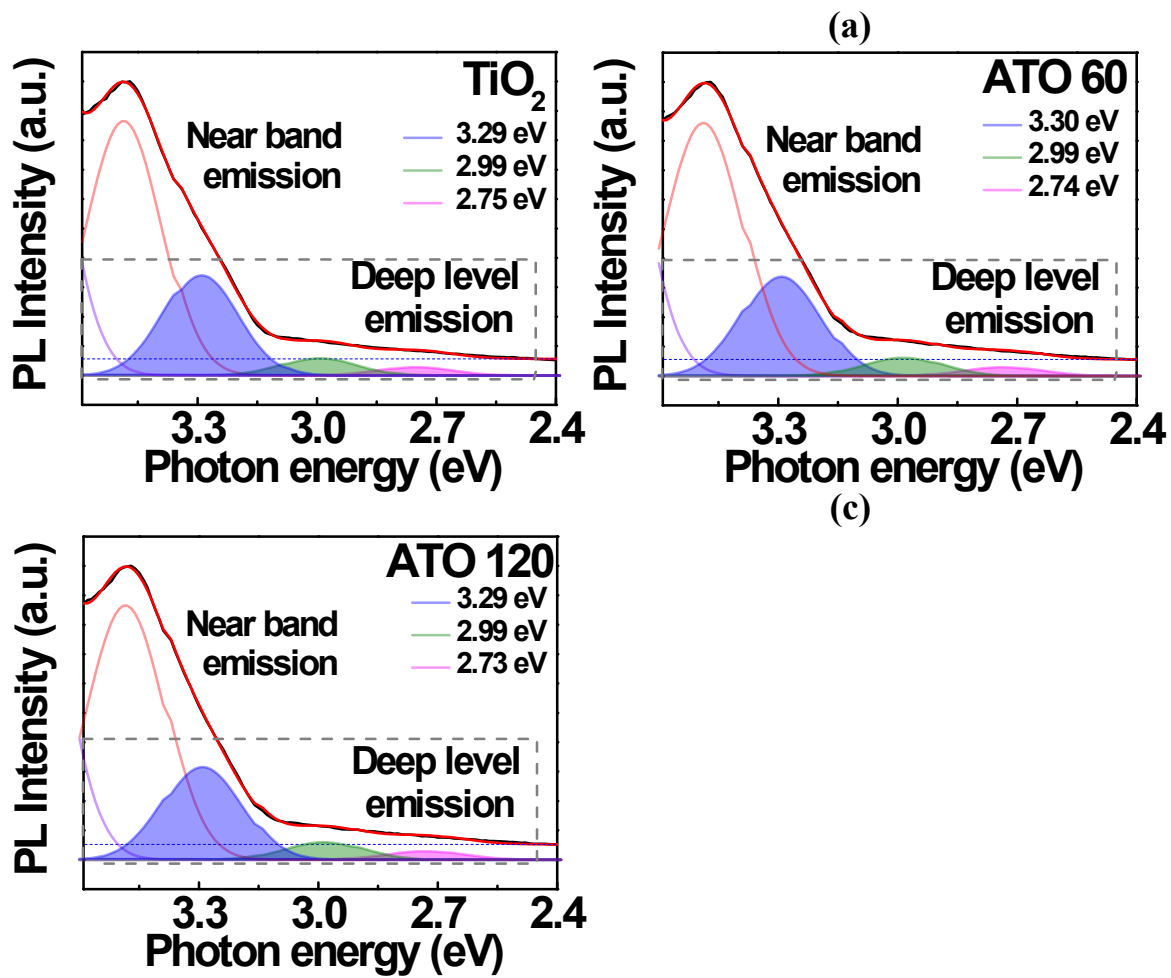 (a)
TiO₂
3.29 eV
2.99 eV
2.75 eV
Near band
emission
Deep level
emission
PL Intensity (a.u.)
3.3 3.0 2.7 2.4
Photon energy (eV)
ATO 60
3.30 eV
2.99 eV
2.74 eV
Near band
emission
Deep level
emission
PL Intensity (a.u.)
3.3 3.0 2.7 2.4
Photon energy (eV)
(c)
ATO 120
3.29 eV
2.99 eV
2.73 eV
Near band
emission
Deep level
emission
PL Intensity (a.u.)
3.3 3.0 2.7 2.4
Photon energy (eV)